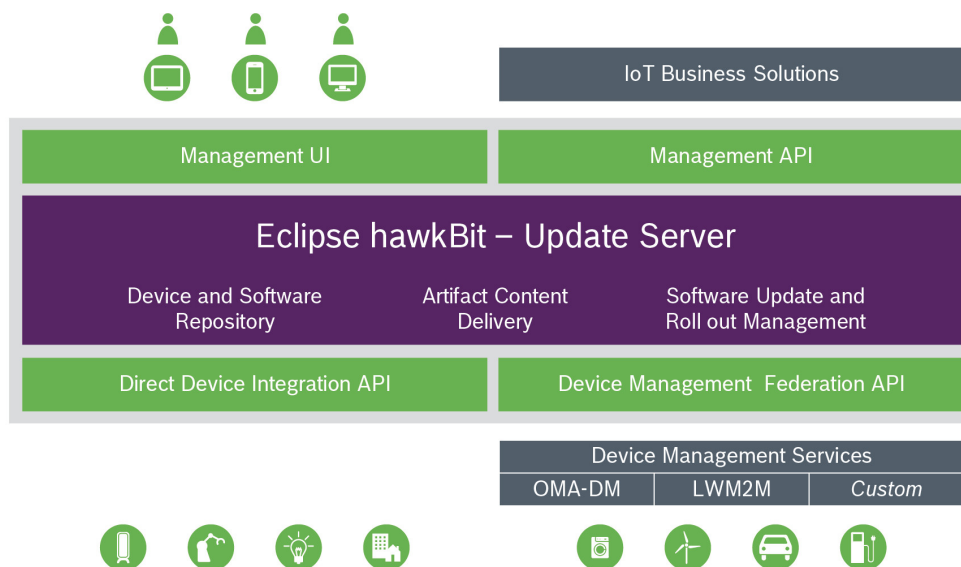 IoT Business Solutions
Management UI
Management API
Eclipse hawkBit – Update Server
Device and Software
Repository
Artifact Content
Delivery
Software Update and
Roll out Management
Direct Device Integration API
Device Management Federation API
Device Management Services
OMA-DM
LWM2M
Custom